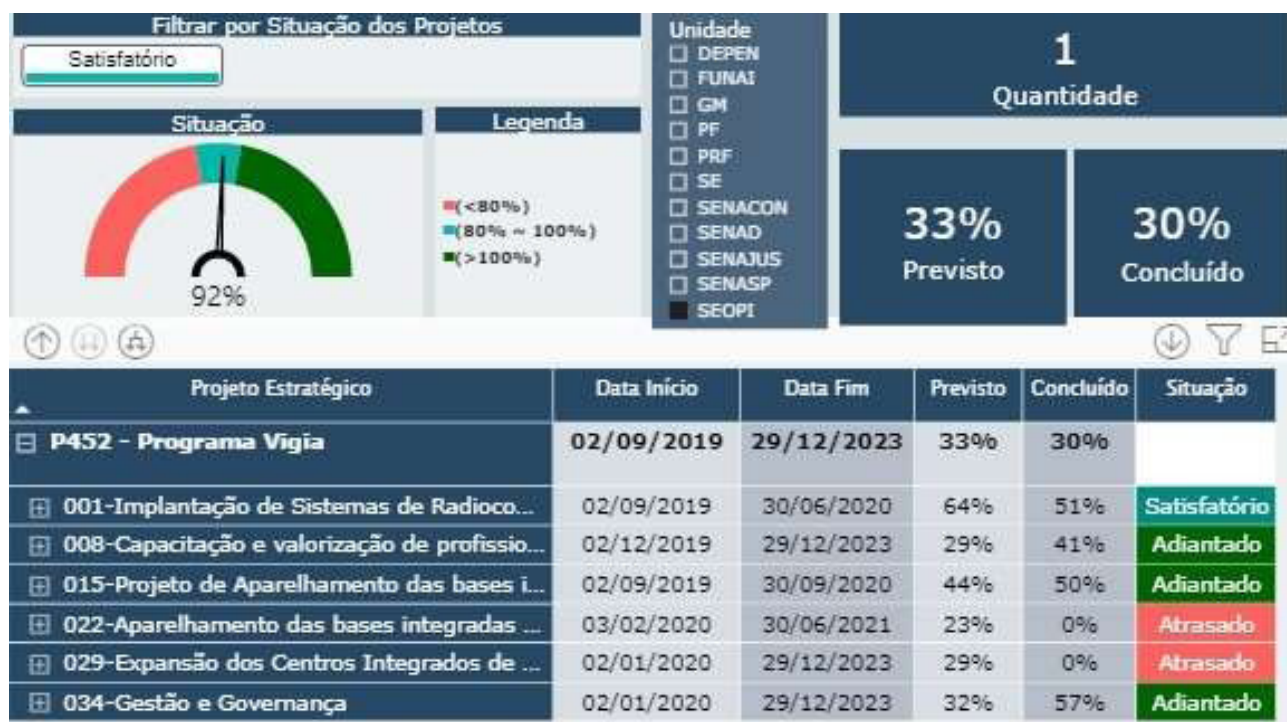 Filtrar por Situação dos Projetos
Satisfatório
Situação
92%
Legenda
(<80%)
(80% ~ 100%)
(>100%)
Unidade
DEPEN
FUNAI
GM
PF
PRF
SE
SENACON
SENAD
SENAJUS
SENASP
SEOPI
1
Quantidade
33%
Previsto
30%
Concluído
Projeto Estratégico Data Início Data Fim Previsto Concluído Situação
P452 - Programa Vigia 02/09/2019 29/12/2023 33% 30%
001-Implantação de Sistemas de Radioco... 02/09/2019 30/06/2020 64% 51% Satisfatório
008-Capacitação e valorização de profissio... 02/12/2019 29/12/2023 29% 41% Adiantado
015-Projeto de Aparelhamento das bases i... 02/09/2019 30/09/2020 44% 50% Adiantado
022-Aparelhamento das bases integradas ... 03/02/2020 30/06/2021 23% 0% Atrasado
029-Expansão dos Centros Integrados de ... 02/01/2020 29/12/2023 29% 0% Atrasado
034-Gestão e Governança 02/01/2020 29/12/2023 32% 57% Adiantado